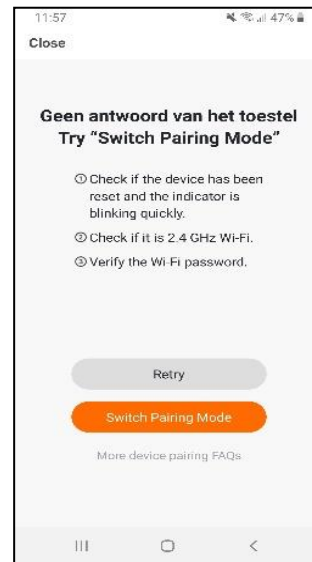 11:57 47%
Close
Geen antwoord van het toestel
Try “Switch Pairing Mode”
① Check if the device has been
reset and the indicator is
blinking quickly.
② Check if it is 2.4 GHz Wi-Fi.
③ Verify the Wi-Fi password.
Retry
Switch Pairing Mode
More device pairing FAQs